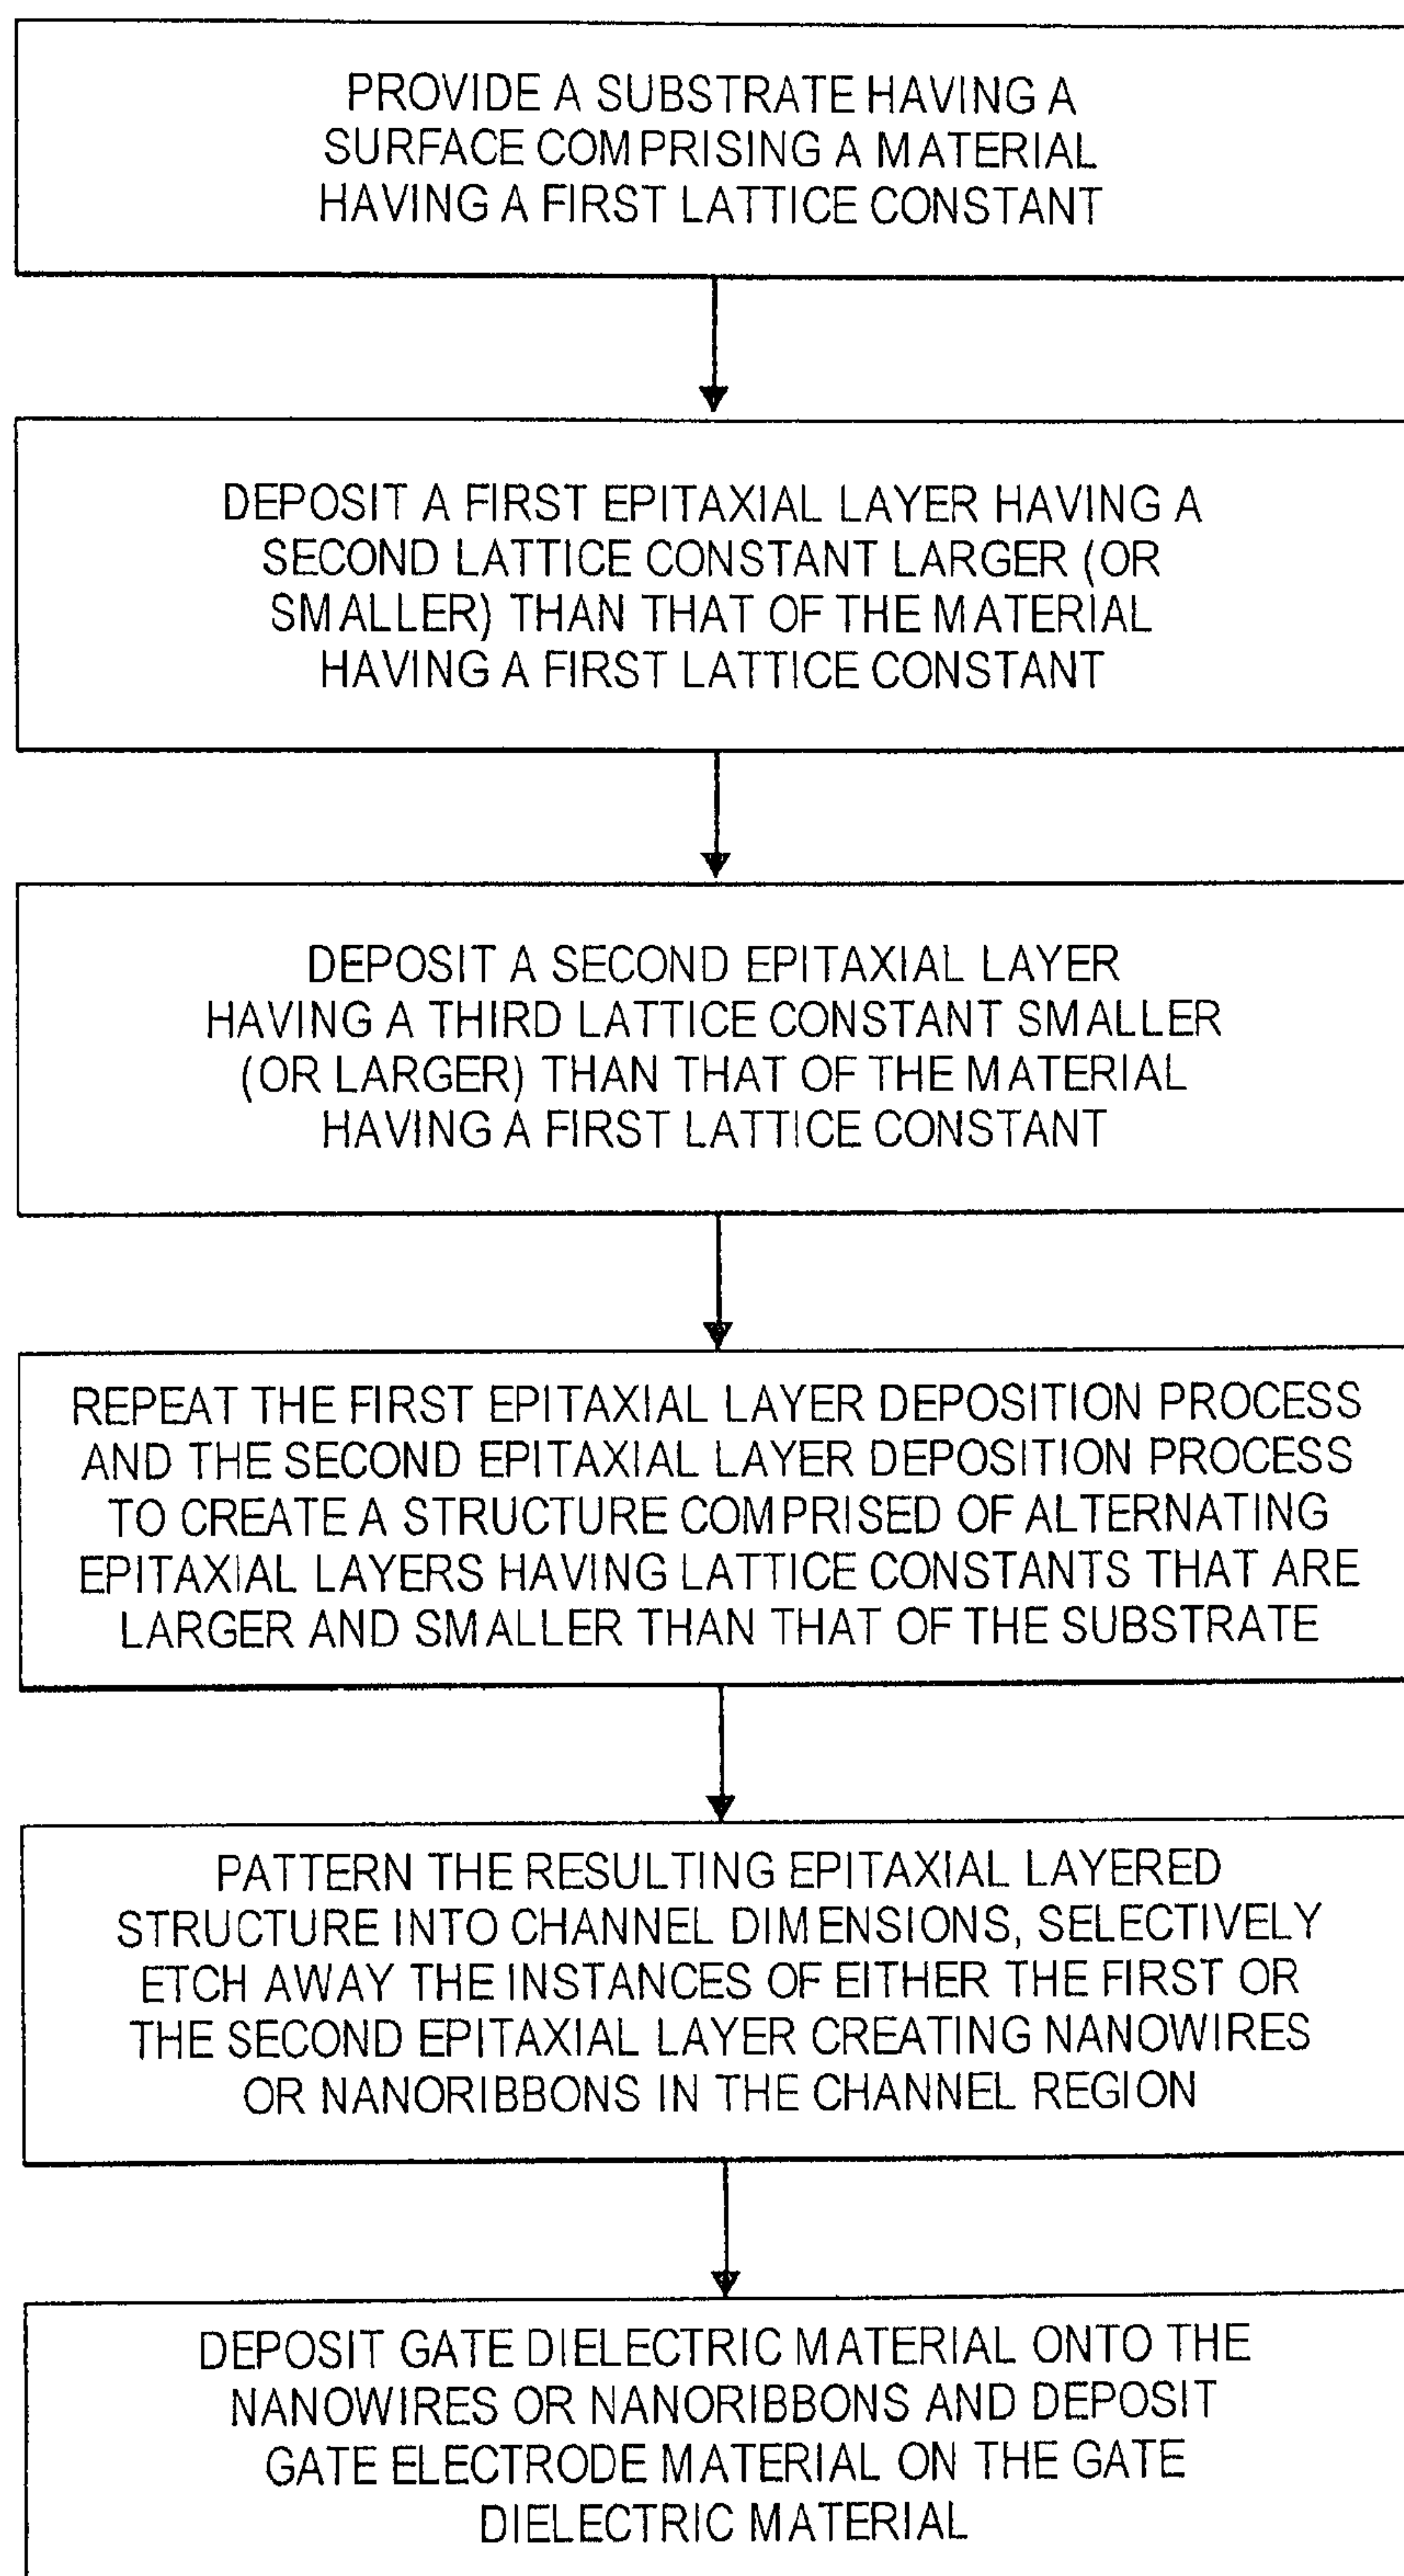 PROVIDE A SUBSTRATE HAVING A
SURFACE COMPRISING A MATERIAL
HAVING A FIRST LATTICE CONSTANT
DEPOSIT A FIRST EPITAXIAL LAYER HAVING A
SECOND LATTICE CONSTANT LARGER (OR
SMALLER) THAN THAT OF THE MATERIAL
HAVING A FIRST LATTICE CONSTANT
DEPOSIT A SECOND EPITAXIAL LAYER
HAVING A THIRD LATTICE CONSTANT SMALLER
(OR LARGER) THAN THAT OF THE MATERIAL
HAVING A FIRST LATTICE CONSTANT
REPEAT THE FIRST EPITAXIAL LAYER DEPOSITION PROCESS
AND THE SECOND EPITAXIAL LAYER DEPOSITION PROCESS
TO CREATE A STRUCTURE COMPRISED OF ALTERNATING
EPITAXIAL LAYERS HAVING LATTICE CONSTANTS THAT ARE
LARGER AND SMALLER THAN THAT OF THE SUBSTRATE
PATTERN THE RESULTING EPITAXIAL LAYERED
STRUCTURE INTO CHANNEL DIMENSIONS, SELECTIVELY
ETCH AWAY THE INSTANCES OF EITHER THE FIRST OR
THE SECOND EPITAXIAL LAYER CREATING NANOWIRES
OR NANORIBBONS IN THE CHANNEL REGION
DEPOSIT GATE DIELECTRIC MATERIAL ONTO THE
NANOWIRES OR NANORIBBONS AND DEPOSIT
GATE ELECTRODE MATERIAL ON THE GATE
DIELECTRIC MATERIAL